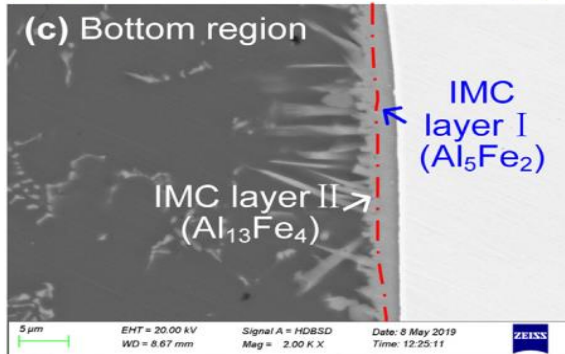 (c) Bottom region
IMC
layer Ⅰ
(Al₅Fe₂)
IMC layer Ⅱ
(Al₁₃Fe₄)
5 μm
EHT = 20.00 kV
Signal A = HDBSD
Date: 8 May 2019
WD = 8.67 mm
Mag = 2.00 K X
Time: 12:25:11
ZEISS